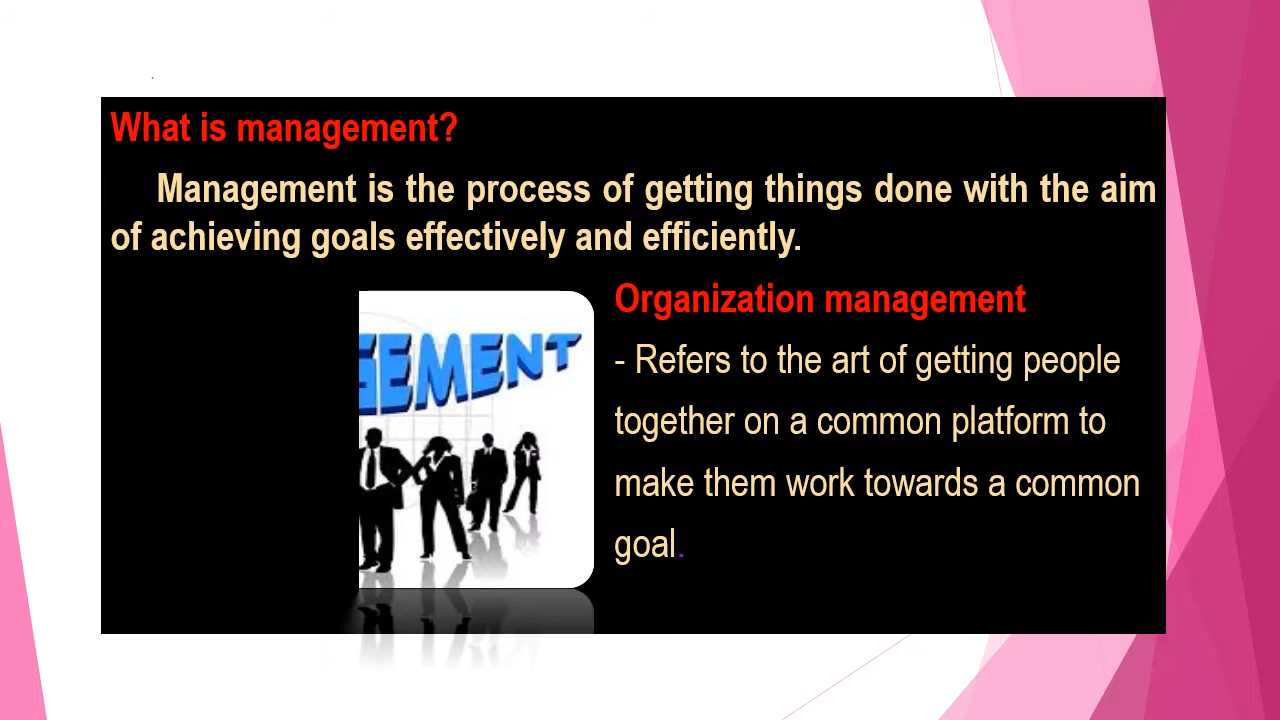 .
What is management?
Management is the process of getting things done with the aim
of achieving goals effectively and efficiently.
GEMENT
Organization management
- Refers to the art of getting people
together on a common platform to
make them work towards a common
goal.